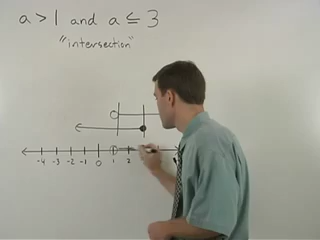 a > 1 and a ≤ 3
"intersection"
-4 -3 -2 -1 0 1 2